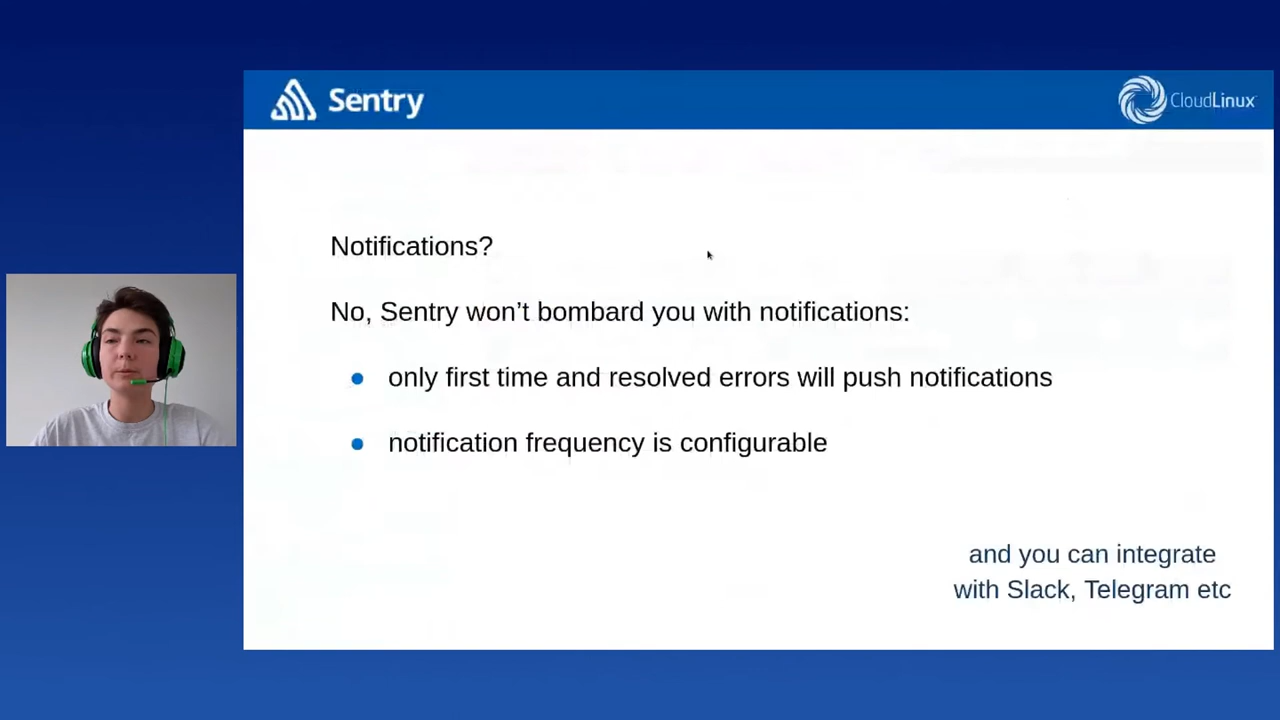 Sentry
CloudLinux
Notifications?
No, Sentry won’t bombard you with notifications:
only first time and resolved errors will push notifications
notification frequency is configurable
and you can integrate
with Slack, Telegram etc